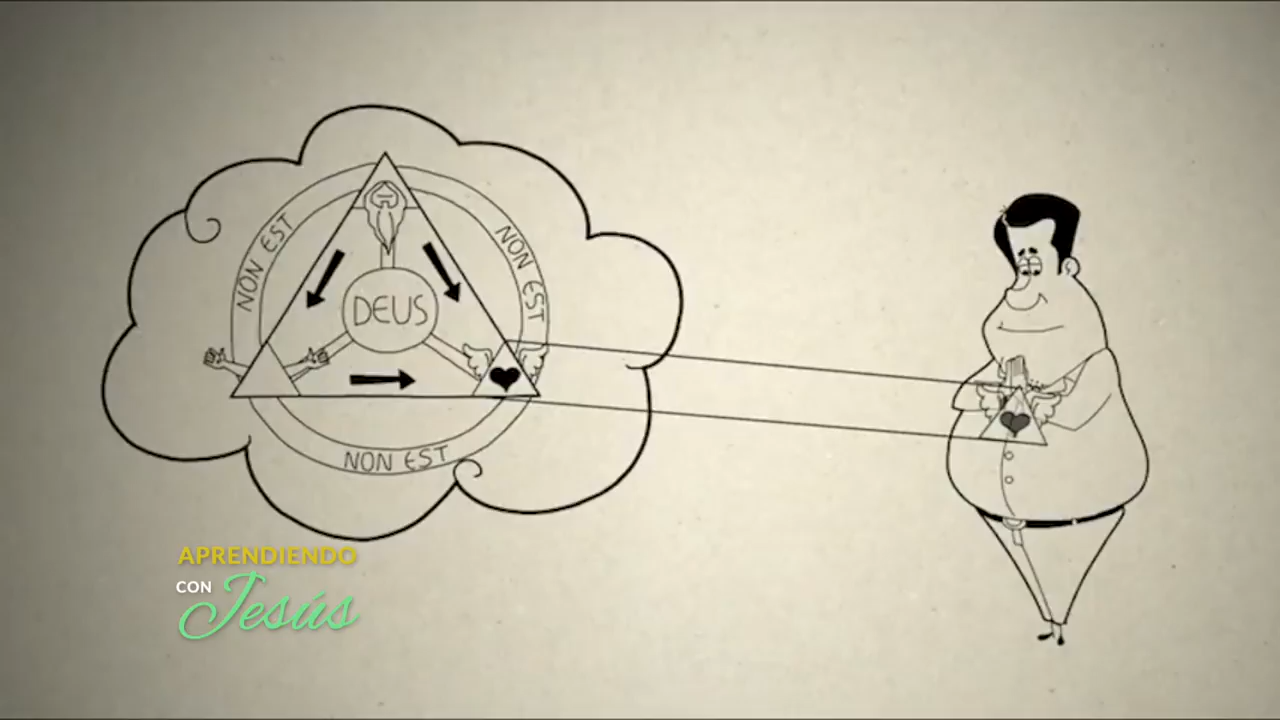 NON EST
NON EST
DEUS
NON EST
APRENDIENDO
CON
Jesús